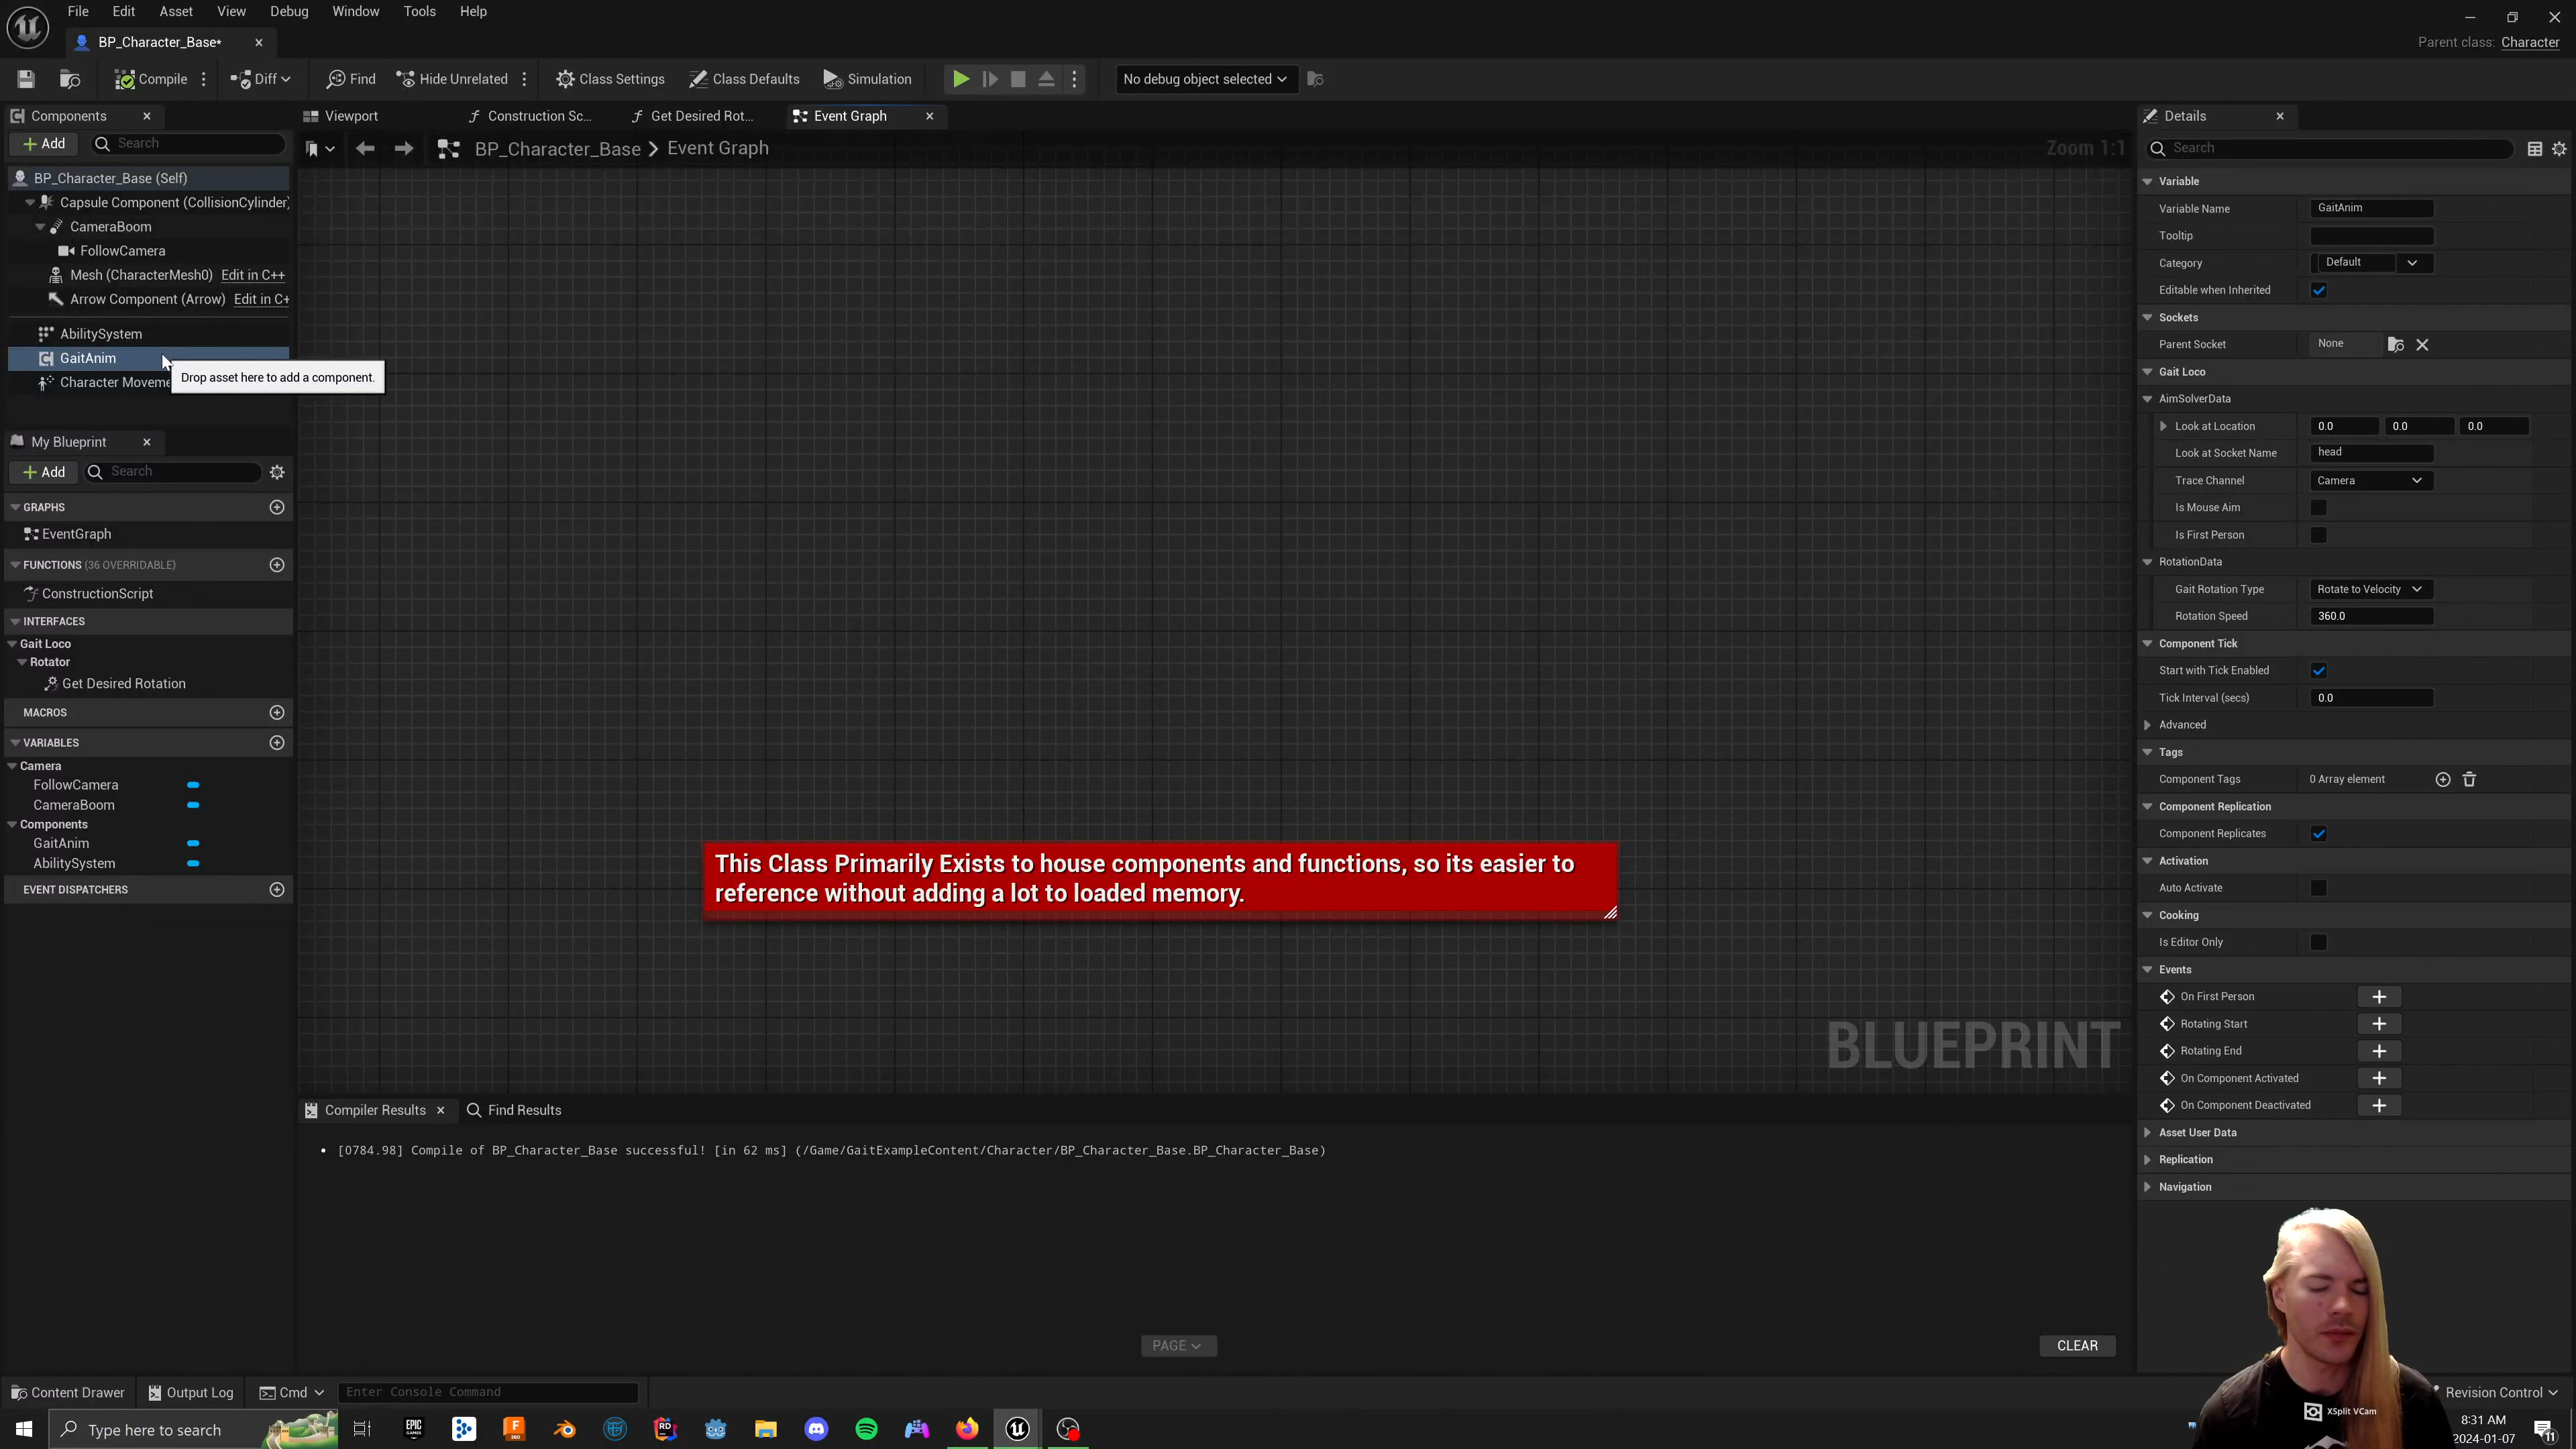 File Edit Asset View Debug Window Tools Help
BP_Character_Base*
Parent class: Character
Compile Diff Find Hide Unrelated Class Settings Class Defaults Simulation No debug object selected
Components
Add Search
BP_Character_Base (Self)
Capsule Component (CollisionCylinder)
CameraBoom
FollowCamera
Mesh (CharacterMesh0) Edit in C++
Arrow Component (Arrow) Edit in C+
AbilitySystem
GaitAnim
Character Moveme
Drop asset here to add a component.
My Blueprint
Add Search
GRAPHS
EventGraph
FUNCTIONS (36 OVERRIDABLE)
ConstructionScript
INTERFACES
Gait Loco
Rotator
Get Desired Rotation
MACROS
VARIABLES
Camera
FollowCamera
CameraBoom
Components
GaitAnim
AbilitySystem
EVENT DISPATCHERS
Viewport Construction Sc... Get Desired Rot... Event Graph
BP_Character_Base > Event Graph
Zoom 1:1
This Class Primarily Exists to house components and functions, so its easier to
reference without adding a lot to loaded memory.
BLUEPRINT
Compiler Results Find Results
[0784.98] Compile of BP_Character_Base successful! [in 62 ms] (/Game/GaitExampleContent/Character/BP_Character_Base.BP_Character_Base)
PAGE
CLEAR
Details
Search
Variable
Variable Name GaitAnim
Tooltip
Category Default
Editable when Inherited
Sockets
Parent Socket None
Gait Loco
AimSolverData
Look at Location 0.0 0.0 0.0
Look at Socket Name head
Trace Channel Camera
Is Mouse Aim
Is First Person
RotationData
Gait Rotation Type Rotate to Velocity
Rotation Speed 360.0
Component Tick
Start with Tick Enabled
Tick Interval (secs) 0.0
Advanced
Tags
Component Tags 0 Array element
Component Replication
Component Replicates
Activation
Auto Activate
Cooking
Is Editor Only
Events
On First Person
Rotating Start
Rotating End
On Component Activated
On Component Deactivated
Asset User Data
Replication
Navigation
XSplit VCam
Content Drawer Output Log Cmd Enter Console Command
Revision Control
Type here to search
EPIC GAMES
F 360
RD
8:31 AM
2024-01-07
11